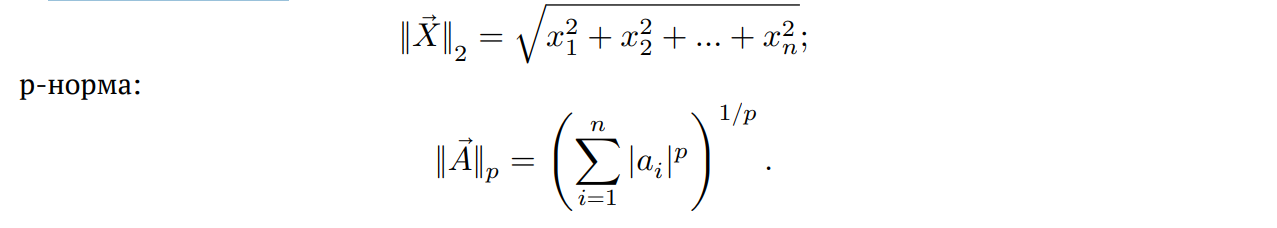 ‖X⃗‖₂ = √(x₁² + x₂² + ... + xₙ²);
p-норма:
‖A⃗‖ₚ = (∑ᵢ₌₁ⁿ |aᵢ|ᵖ)^{1/p}.